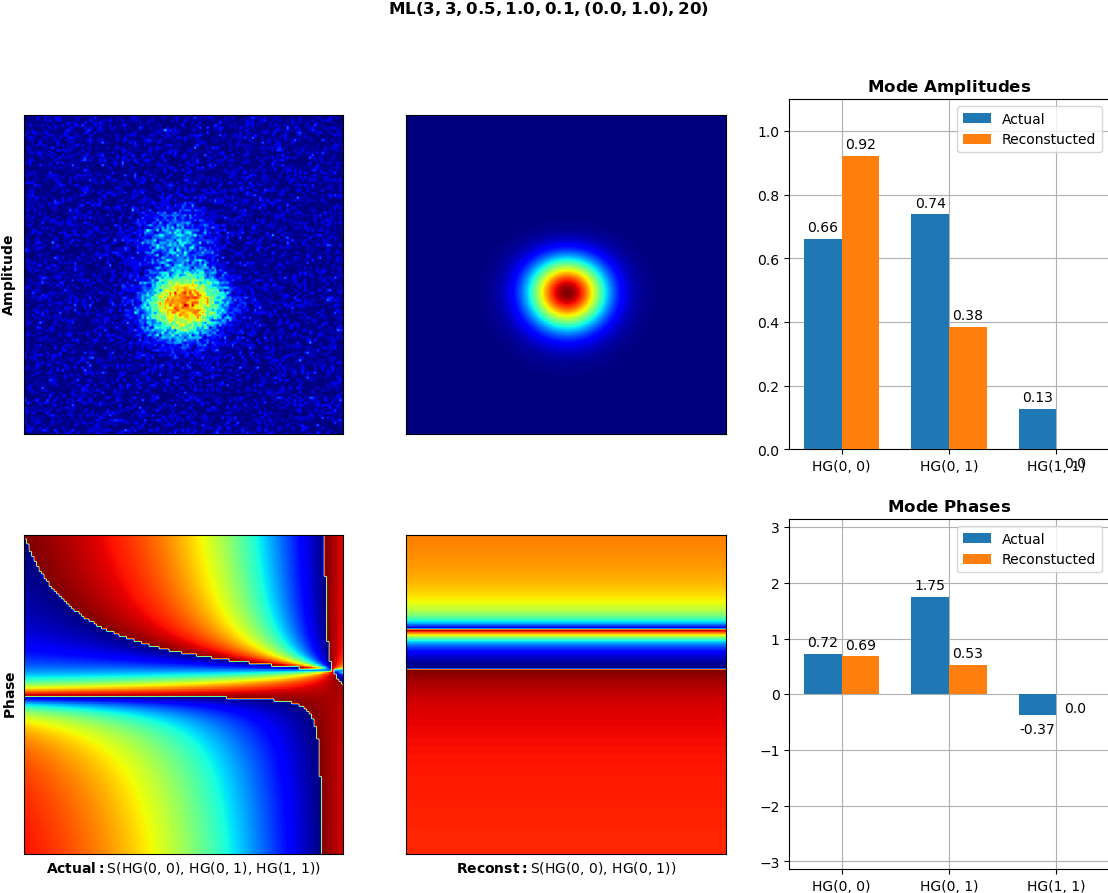 ML(3, 3, 0.5, 1.0, 0.1, (0.0, 1.0), 20)
Amplitude
Mode Amplitudes
Actual
Reconstucted
1.0
0.8
0.6
0.4
0.2
0.0
0.66
0.92
0.74
0.38
0.13
0.0
HG(0, 0)
HG(0, 1)
HG(1, 1)
Phase
Actual: S(HG(0, 0), HG(0, 1), HG(1, 1))
Reconst: S(HG(0, 0), HG(0, 1))
Mode Phases
Actual
Reconstucted
3
2
1
0
−1
−2
−3
0.72
0.69
1.75
0.53
-0.37
0.0
HG(0, 0)
HG(0, 1)
HG(1, 1)